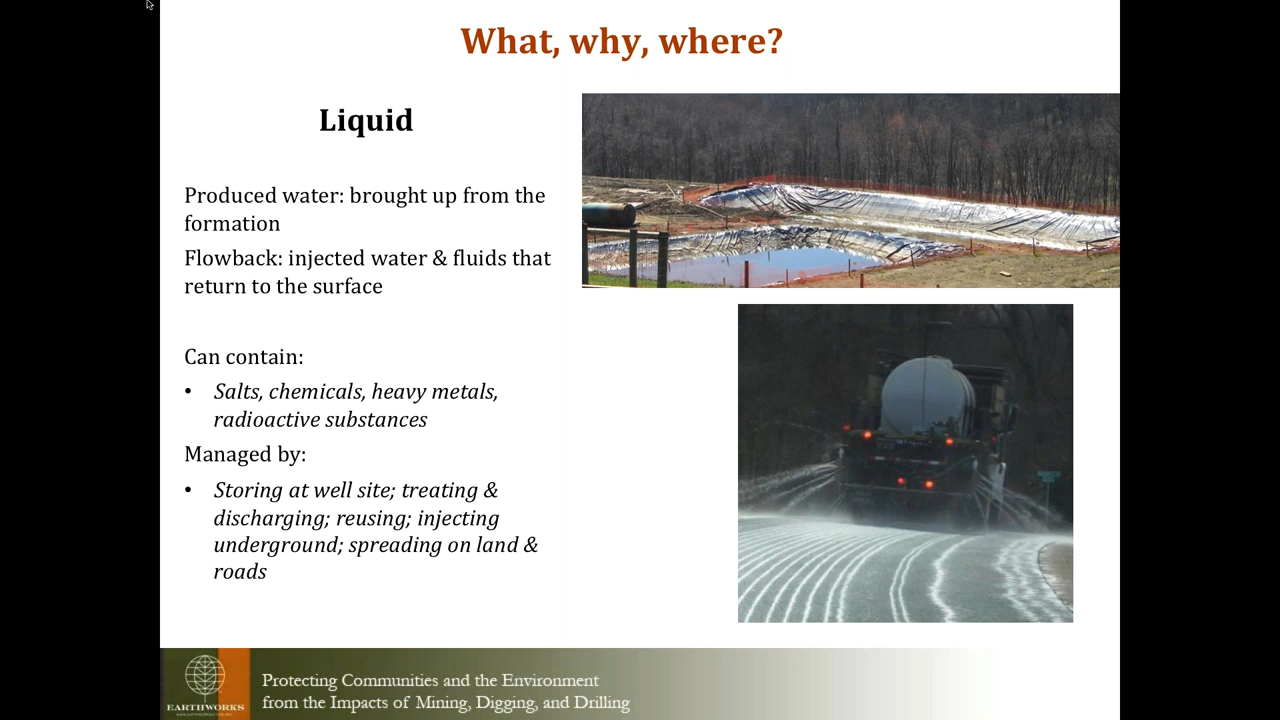 What, why, where?
Liquid
Produced water: brought up from the
formation
Flowback: injected water & fluids that
return to the surface
Can contain:
• Salts, chemicals, heavy metals,
radioactive substances
Managed by:
• Storing at well site; treating &
discharging; reusing; injecting
underground; spreading on land &
roads
EARTHWORKS
Protecting Communities and the Environment
from the Impacts of Mining, Digging, and Drilling